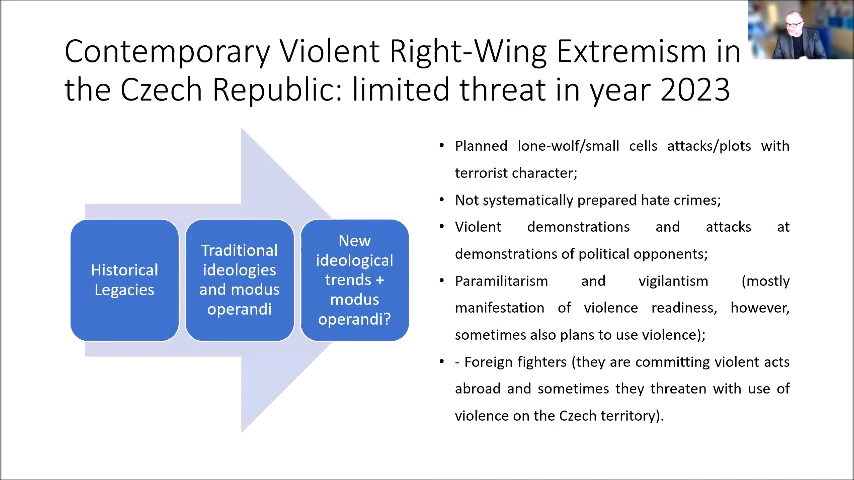 Contemporary Violent Right-Wing Extremism in
the Czech Republic: limited threat in year 2023
Historical
Legacies
Traditional
ideologies
and modus
operandi
New
ideological
trends +
modus
operandi?
• Planned lone-wolf/small cells attacks/plots with
terrorist character;
• Not systematically prepared hate crimes;
• Violent demonstrations and attacks at
demonstrations of political opponents;
• Paramilitarism and vigilantism (mostly
manifestation of violence readiness, however,
sometimes also plans to use violence);
• - Foreign fighters (they are committing violent acts
abroad and sometimes they threaten with use of
violence on the Czech territory).